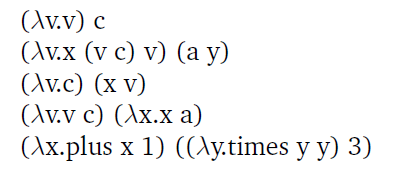 (λv.v) c
(λv.x (v c) v) (a y)
(λv.c) (x v)
(λv.v c) (λx.x a)
(λx.plus x 1) ((λy.times y y) 3)